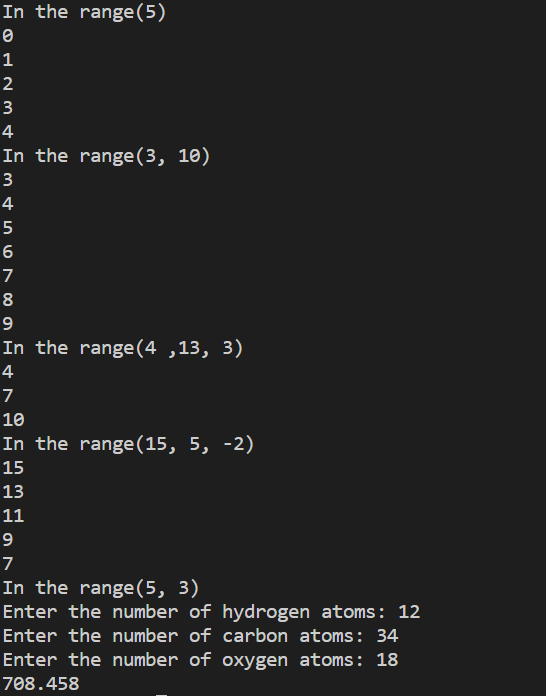 In the range(5)
0
1
2
3
4
In the range(3, 10)
3
4
5
6
7
8
9
In the range(4 ,13, 3)
4
7
10
In the range(15, 5, -2)
15
13
11
9
7
In the range(5, 3)
Enter the number of hydrogen atoms: 12
Enter the number of carbon atoms: 34
Enter the number of oxygen atoms: 18
708.458